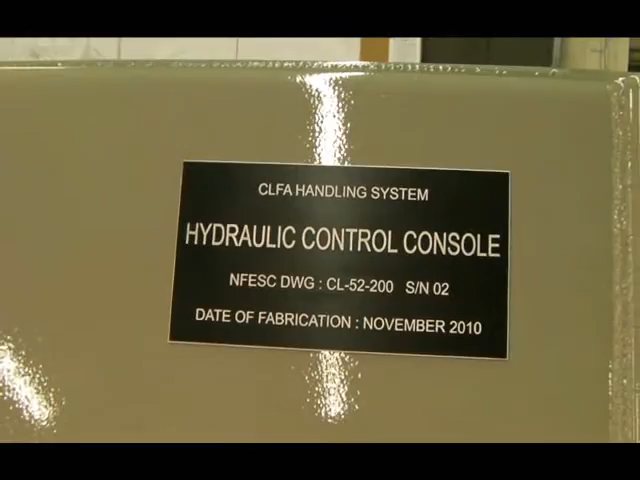 CLFA HANDLING SYSTEM
HYDRAULIC CONTROL CONSOLE
NFESC DWG : CL-52-200 S/N 02
DATE OF FABRICATION : NOVEMBER 2010